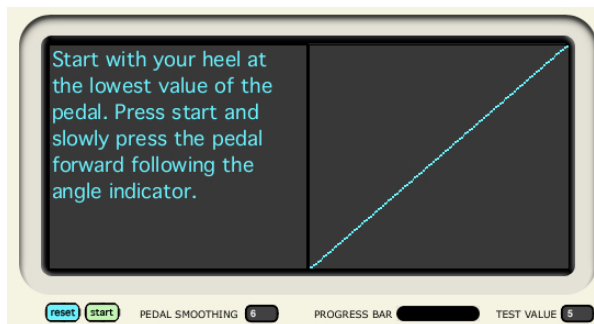 Start with your heel at
the lowest value of the
pedal. Press start and
slowly press the pedal
forward following the
angle indicator.
reset start PEDAL SMOOTHING 6 PROGRESS BAR TEST VALUE 5